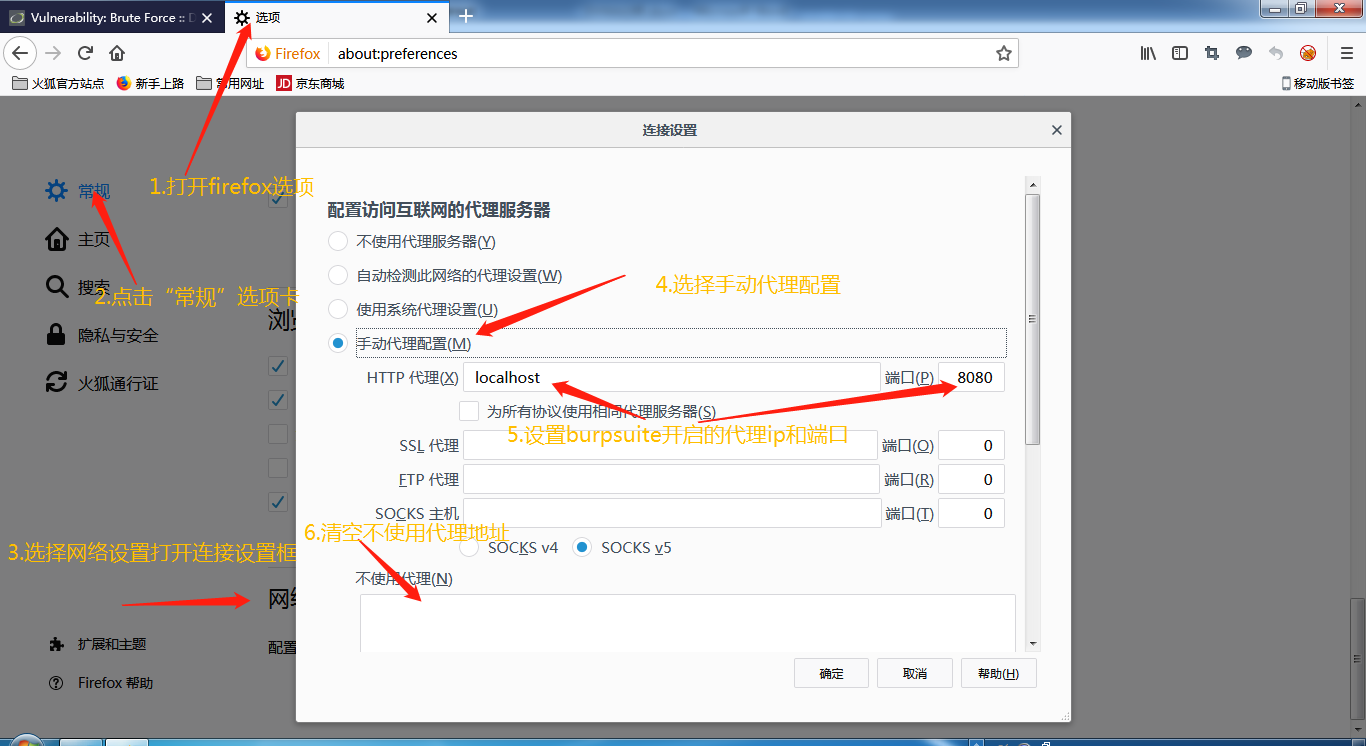 Vulnerability: Brute Force :: D
选项
Firefox
about:preferences
火狐官方站点
新手上路
常用网址
JD 京东商城
移动版书签
连接设置
1.打开firefox选项
常规
配置访问互联网的代理服务器
不使用代理服务器(Y)
主页
自动检测此网络的代理设置(W)
4.选择手动代理配置
搜索
2.点击“常规”选项卡
使用系统代理设置(U)
浏览
隐私与安全
手动代理配置(M)
HTTP 代理(X) localhost 端口(P) 8080
火狐通行证
为所有协议使用相同代理服务器(S)
5.设置burpsuite开启的代理ip和端口
SSL 代理 端口(O) 0
FTP 代理 端口(R) 0
SOCKS 主机 端口(T) 0
6.清空不使用代理地址
SOCKS v4 SOCKS v5
3.选择网络设置打开连接设置框
不使用代理(N)
网络
扩展和主题
配置
确定 取消 帮助(H)
Firefox 帮助